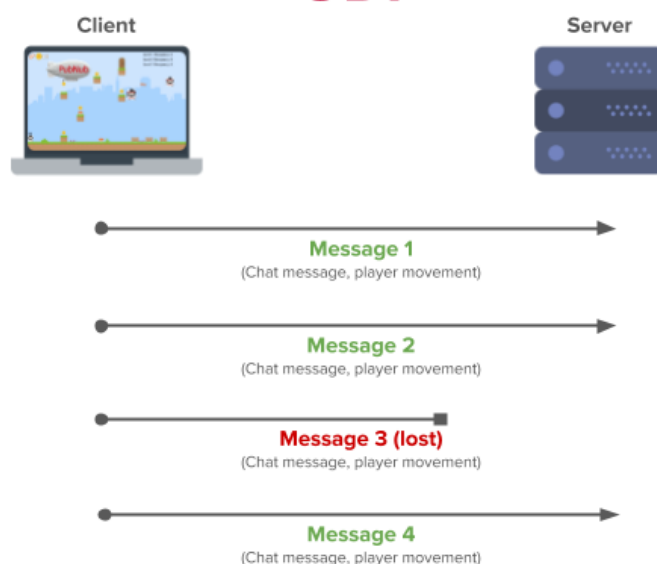 Client
Server
PubNub
Message 1
(Chat message, player movement)
Message 2
(Chat message, player movement)
Message 3 (lost)
(Chat message, player movement)
Message 4
(Chat message, player movement)